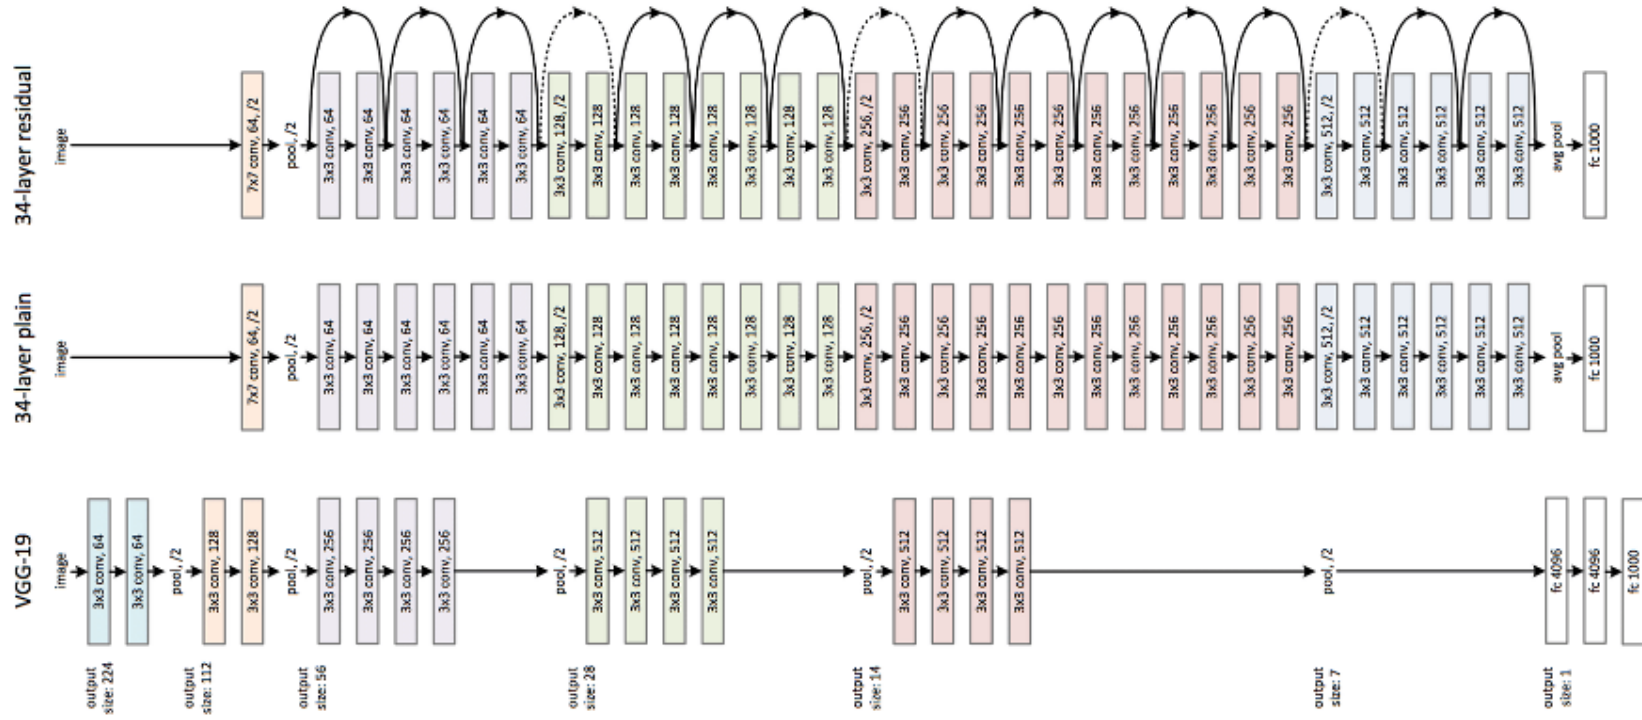 34-layer residual
image
7x7 conv, 64, /2
pool, /2
3x3 conv, 64
3x3 conv, 64
3x3 conv, 64
3x3 conv, 64
3x3 conv, 64
3x3 conv, 64
3x3 conv, 128, /2
3x3 conv, 128
3x3 conv, 128
3x3 conv, 128
3x3 conv, 128
3x3 conv, 128
3x3 conv, 128
3x3 conv, 128
3x3 conv, 256, /2
3x3 conv, 256
3x3 conv, 256
3x3 conv, 256
3x3 conv, 256
3x3 conv, 256
3x3 conv, 256
3x3 conv, 256
3x3 conv, 256
3x3 conv, 256
3x3 conv, 256
3x3 conv, 256
3x3 conv, 512, /2
3x3 conv, 512
3x3 conv, 512
3x3 conv, 512
3x3 conv, 512
3x3 conv, 512
avg pool
fc 1000
34-layer plain
image
7x7 conv, 64, /2
pool, /2
3x3 conv, 64
3x3 conv, 64
3x3 conv, 64
3x3 conv, 64
3x3 conv, 64
3x3 conv, 64
3x3 conv, 128, /2
3x3 conv, 128
3x3 conv, 128
3x3 conv, 128
3x3 conv, 128
3x3 conv, 128
3x3 conv, 128
3x3 conv, 128
3x3 conv, 256, /2
3x3 conv, 256
3x3 conv, 256
3x3 conv, 256
3x3 conv, 256
3x3 conv, 256
3x3 conv, 256
3x3 conv, 256
3x3 conv, 256
3x3 conv, 256
3x3 conv, 256
3x3 conv, 256
3x3 conv, 512, /2
3x3 conv, 512
3x3 conv, 512
3x3 conv, 512
3x3 conv, 512
3x3 conv, 512
avg pool
fc 1000
VGG-19
image
3x3 conv, 64
3x3 conv, 64
pool, /2
3x3 conv, 128
3x3 conv, 128
pool, /2
3x3 conv, 256
3x3 conv, 256
3x3 conv, 256
3x3 conv, 256
pool, /2
3x3 conv, 512
3x3 conv, 512
3x3 conv, 512
3x3 conv, 512
pool, /2
3x3 conv, 512
3x3 conv, 512
3x3 conv, 512
3x3 conv, 512
pool, /2
fc 4096
fc 4096
fc 1000
output
size: 224
output
size: 112
output
size: 56
output
size: 28
output
size: 14
output
size: 7
output
size: 1